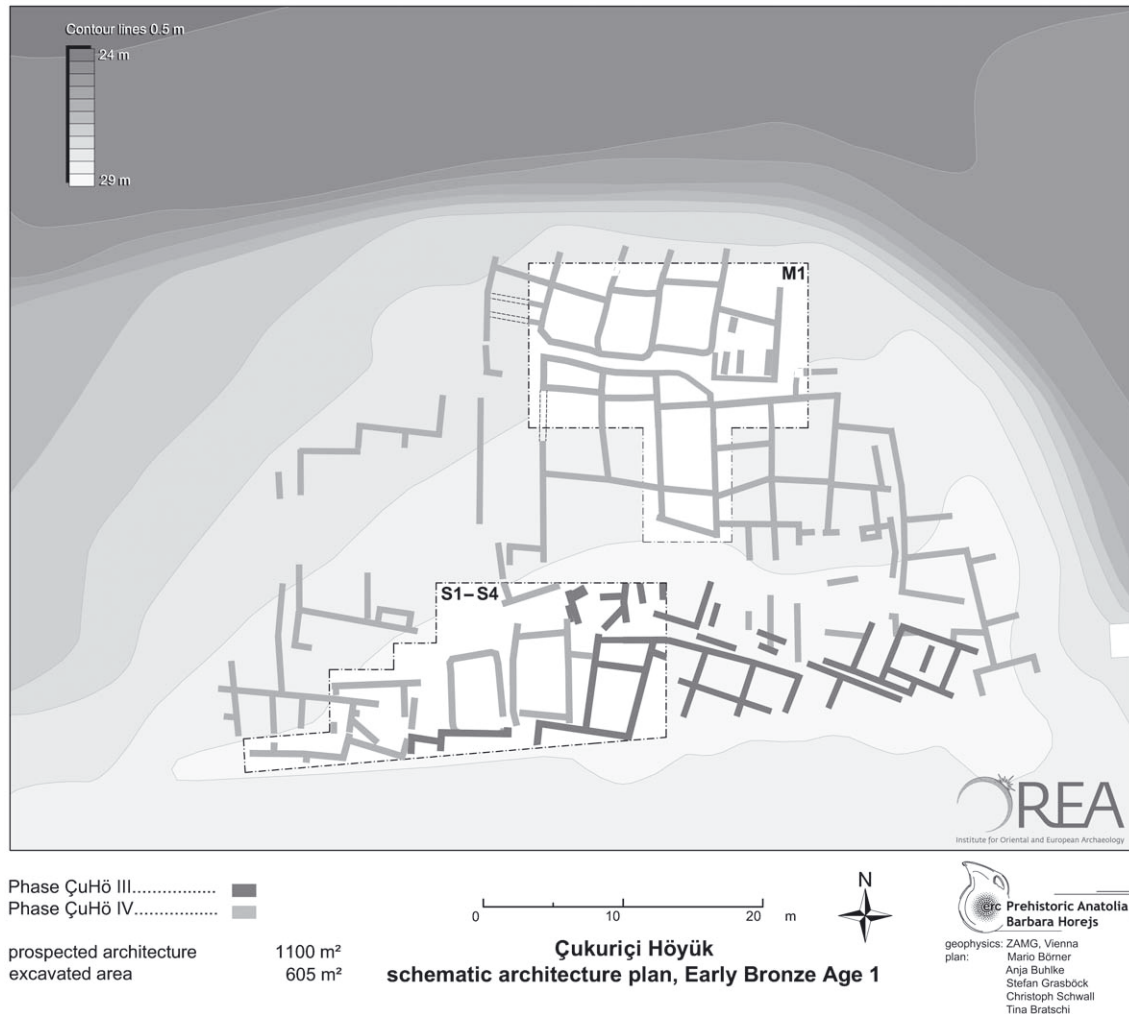 Contour lines 0.5 m
24 m
29 m
M1
S1–S4
OREA
Institute for Oriental and European Archaeology
Phase ÇuHö III.................
Phase ÇuHö IV.................
prospected architecture 1100 m²
excavated area 605 m²
0 10 20 m
Çukuriçi Höyük
schematic architecture plan, Early Bronze Age 1
N
erc Prehistoric Anatolia
Barbara Horejs
geophysics: ZAMG, Vienna
plan: Mario Börner
Anja Buhlke
Stefan Grasböck
Christoph Schwall
Tina Bratschi